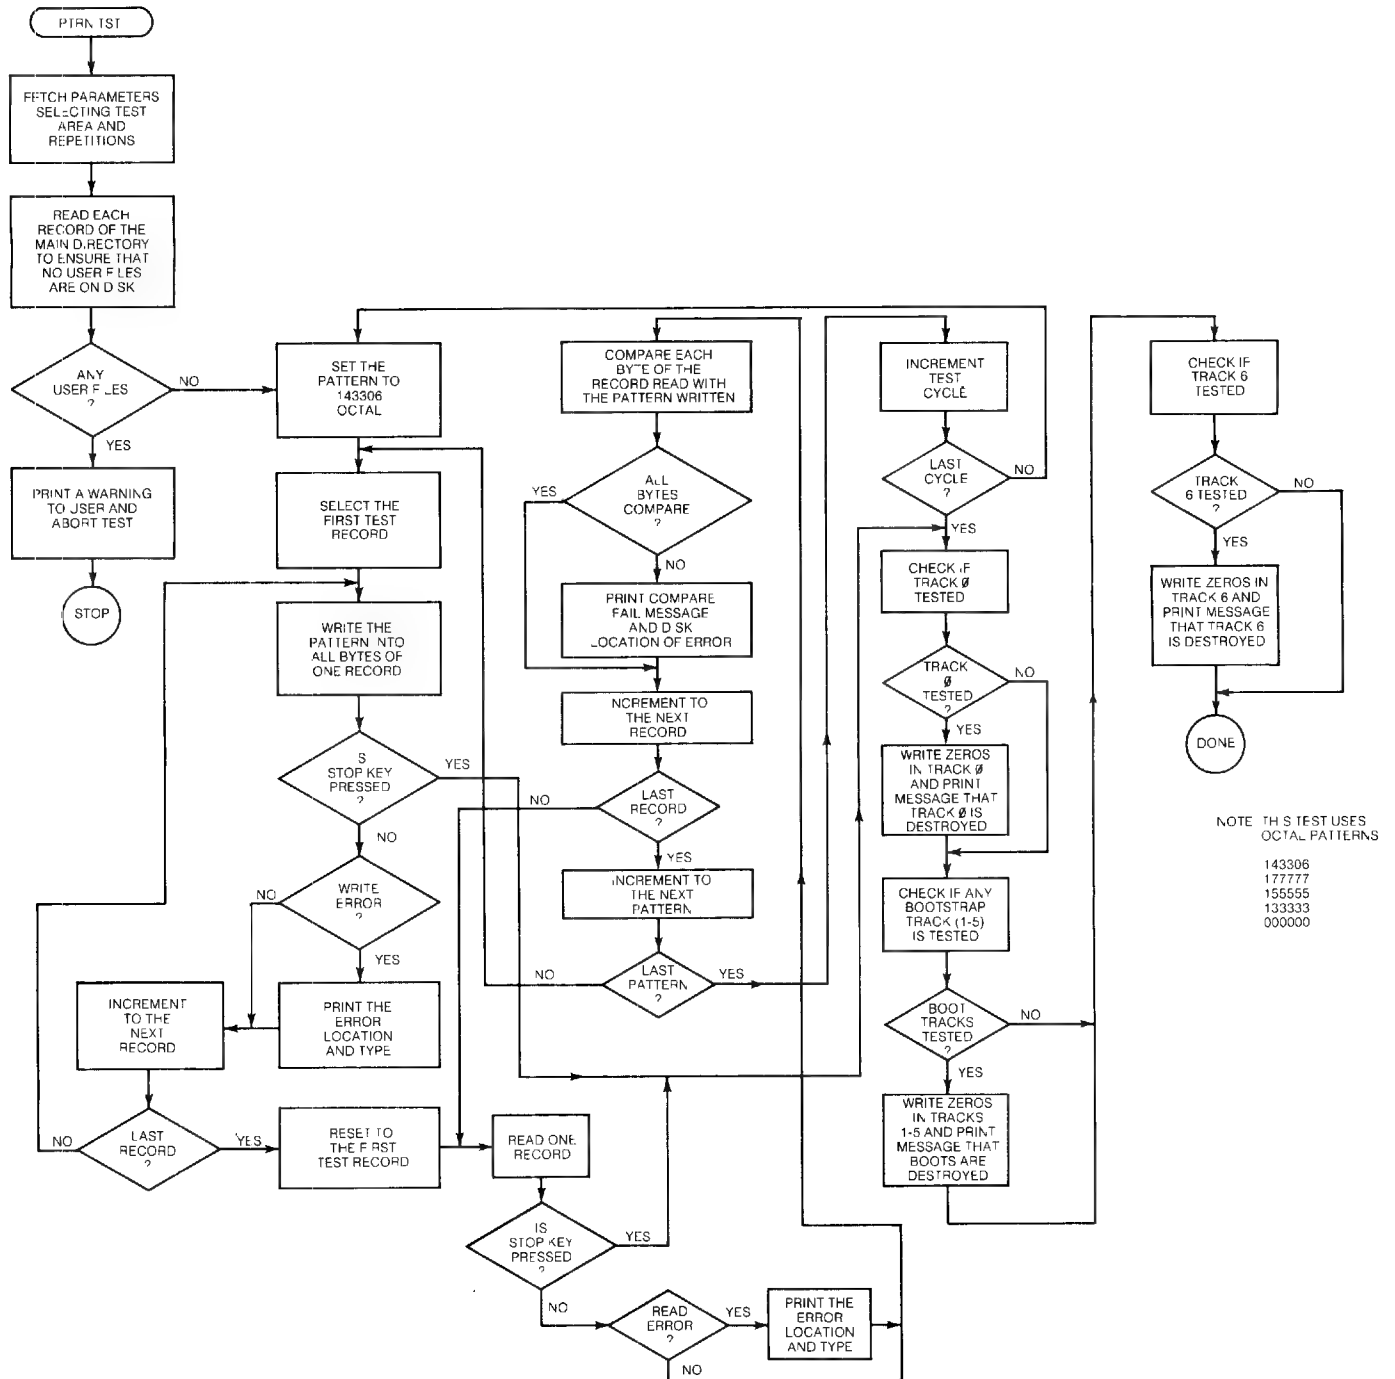 PTRN TST
FETCH PARAMETERS
SELECTING TEST
AREA AND
REPETITIONS
READ EACH
RECORD OF THE
MAIN DIRECTORY
TO ENSURE THAT
NO USER FILES
ARE ON DISK
ANY
USER FILES
?
NO
YES
PRINT A WARNING
TO USER AND
ABORT TEST
STOP
SET THE
PATTERN TO
143306
OCTAL
SELECT THE
FIRST TEST
RECORD
WRITE THE
PATTERN INTO
ALL BYTES OF
ONE RECORD
IS
STOP KEY
PRESSED
?
YES
NO
WRITE
ERROR
?
NO
YES
PRINT THE
ERROR
LOCATION
AND TYPE
INCREMENT
TO THE
NEXT
RECORD
LAST
RECORD
?
NO
YES
RESET TO
THE FIRST
TEST RECORD
READ ONE
RECORD
IS
STOP KEY
PRESSED
?
YES
NO
READ
ERROR
?
YES
NO
PRINT THE
ERROR
LOCATION
AND TYPE
COMPARE EACH
BYTE OF THE
RECORD READ WITH
THE PATTERN WRITTEN
ALL
BYTES
COMPARE
?
YES
NO
PRINT COMPARE
FAIL MESSAGE
AND DISK
LOCATION OF ERROR
INCREMENT TO
THE NEXT
RECORD
LAST
RECORD
?
NO
YES
INCREMENT TO
THE NEXT
PATTERN
LAST
PATTERN
?
NO
YES
INCREMENT
TEST
CYCLE
LAST
CYCLE
?
NO
YES
CHECK IF
TRACK Ø
TESTED
TRACK
Ø
TESTED
?
NO
YES
WRITE ZEROS
IN TRACK Ø
AND PRINT
MESSAGE THAT
TRACK Ø IS
DESTROYED
CHECK IF ANY
BOOTSTRAP
TRACK (1-5)
IS TESTED
BOOT
TRACKS
TESTED
?
NO
YES
WRITE ZEROS
IN TRACKS
1-5 AND PRINT
MESSAGE THAT
BOOTS ARE
DESTROYED
CHECK IF
TRACK 6
TESTED
TRACK
6 TESTED
?
NO
YES
WRITE ZEROS IN
TRACK 6 AND
PRINT MESSAGE
THAT TRACK 6
IS DESTROYED
DONE
NOTE THIS TEST USES
OCTAL PATTERNS
143306
177777
155555
133333
000000